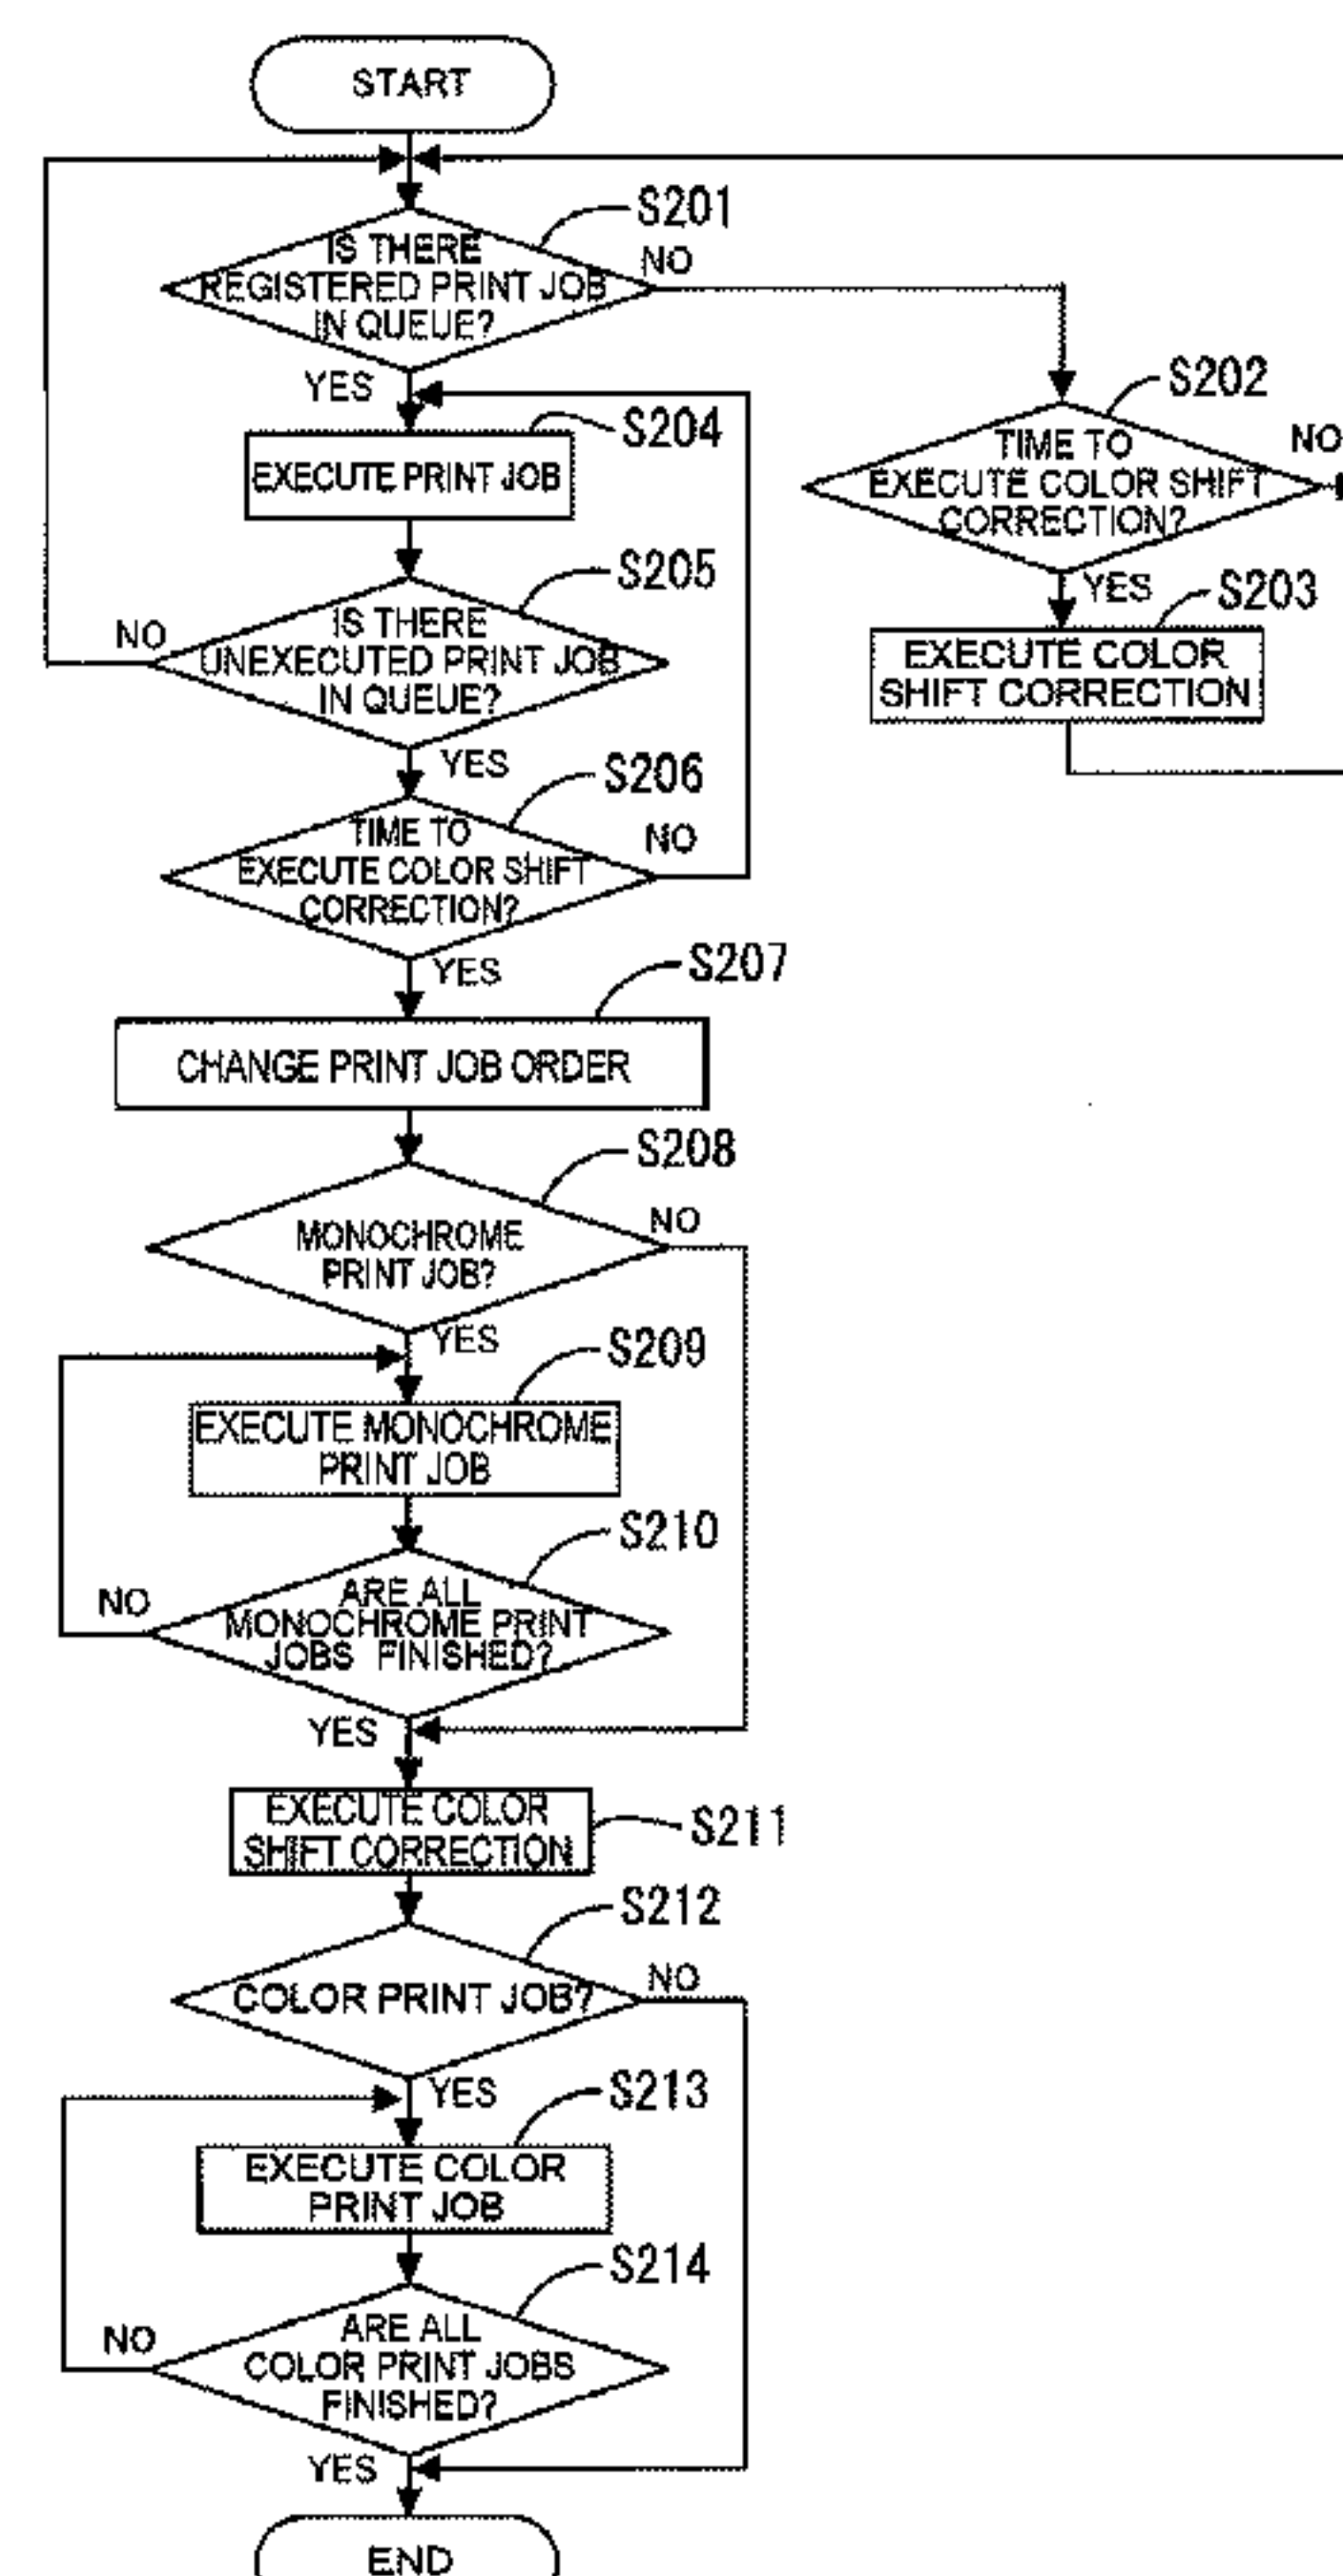 START
S201
IS THERE
REGISTERED PRINT JOB
IN QUEUE?
NO
YES
S202
TIME TO
EXECUTE COLOR SHIFT
CORRECTION?
NO
YES
S203
EXECUTE COLOR
SHIFT CORRECTION
S204
EXECUTE PRINT JOB
S205
IS THERE
UNEXECUTED PRINT JOB
IN QUEUE?
NO
YES
S206
TIME TO
EXECUTE COLOR SHIFT
CORRECTION?
NO
YES
S207
CHANGE PRINT JOB ORDER
S208
MONOCHROME
PRINT JOB?
NO
YES
S209
EXECUTE MONOCHROME
PRINT JOB
S210
ARE ALL
MONOCHROME PRINT
JOBS FINISHED?
NO
YES
EXECUTE COLOR
SHIFT CORRECTION
S211
S212
COLOR PRINT JOB?
NO
YES
S213
EXECUTE COLOR
PRINT JOB
S214
ARE ALL
COLOR PRINT JOBS
FINISHED?
NO
YES
END